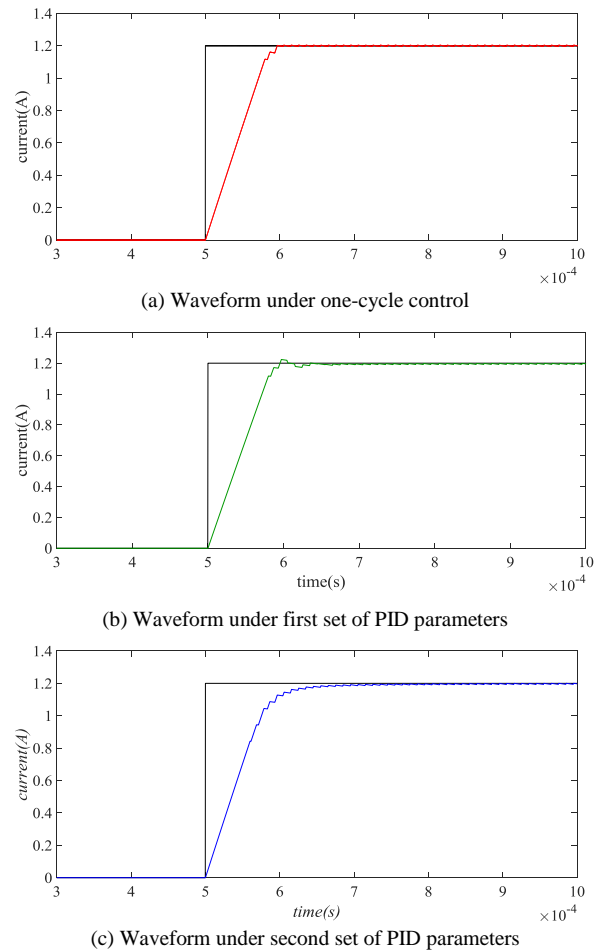 1.4
1.2
1
0.8
0.6
0.4
0.2
0
current(A)
3 4 5 6 7 8 9 10
×10-4
(a) Waveform under one-cycle control
1.4
1.2
1
0.8
0.6
0.4
0.2
0
current(A)
3 4 5 6 7 8 9 10
time(s)
×10-4
(b) Waveform under first set of PID parameters
1.4
1.2
1
0.8
0.6
0.4
0.2
0
current(A)
3 4 5 6 7 8 9 10
time(s)
×10-4
(c) Waveform under second set of PID parameters